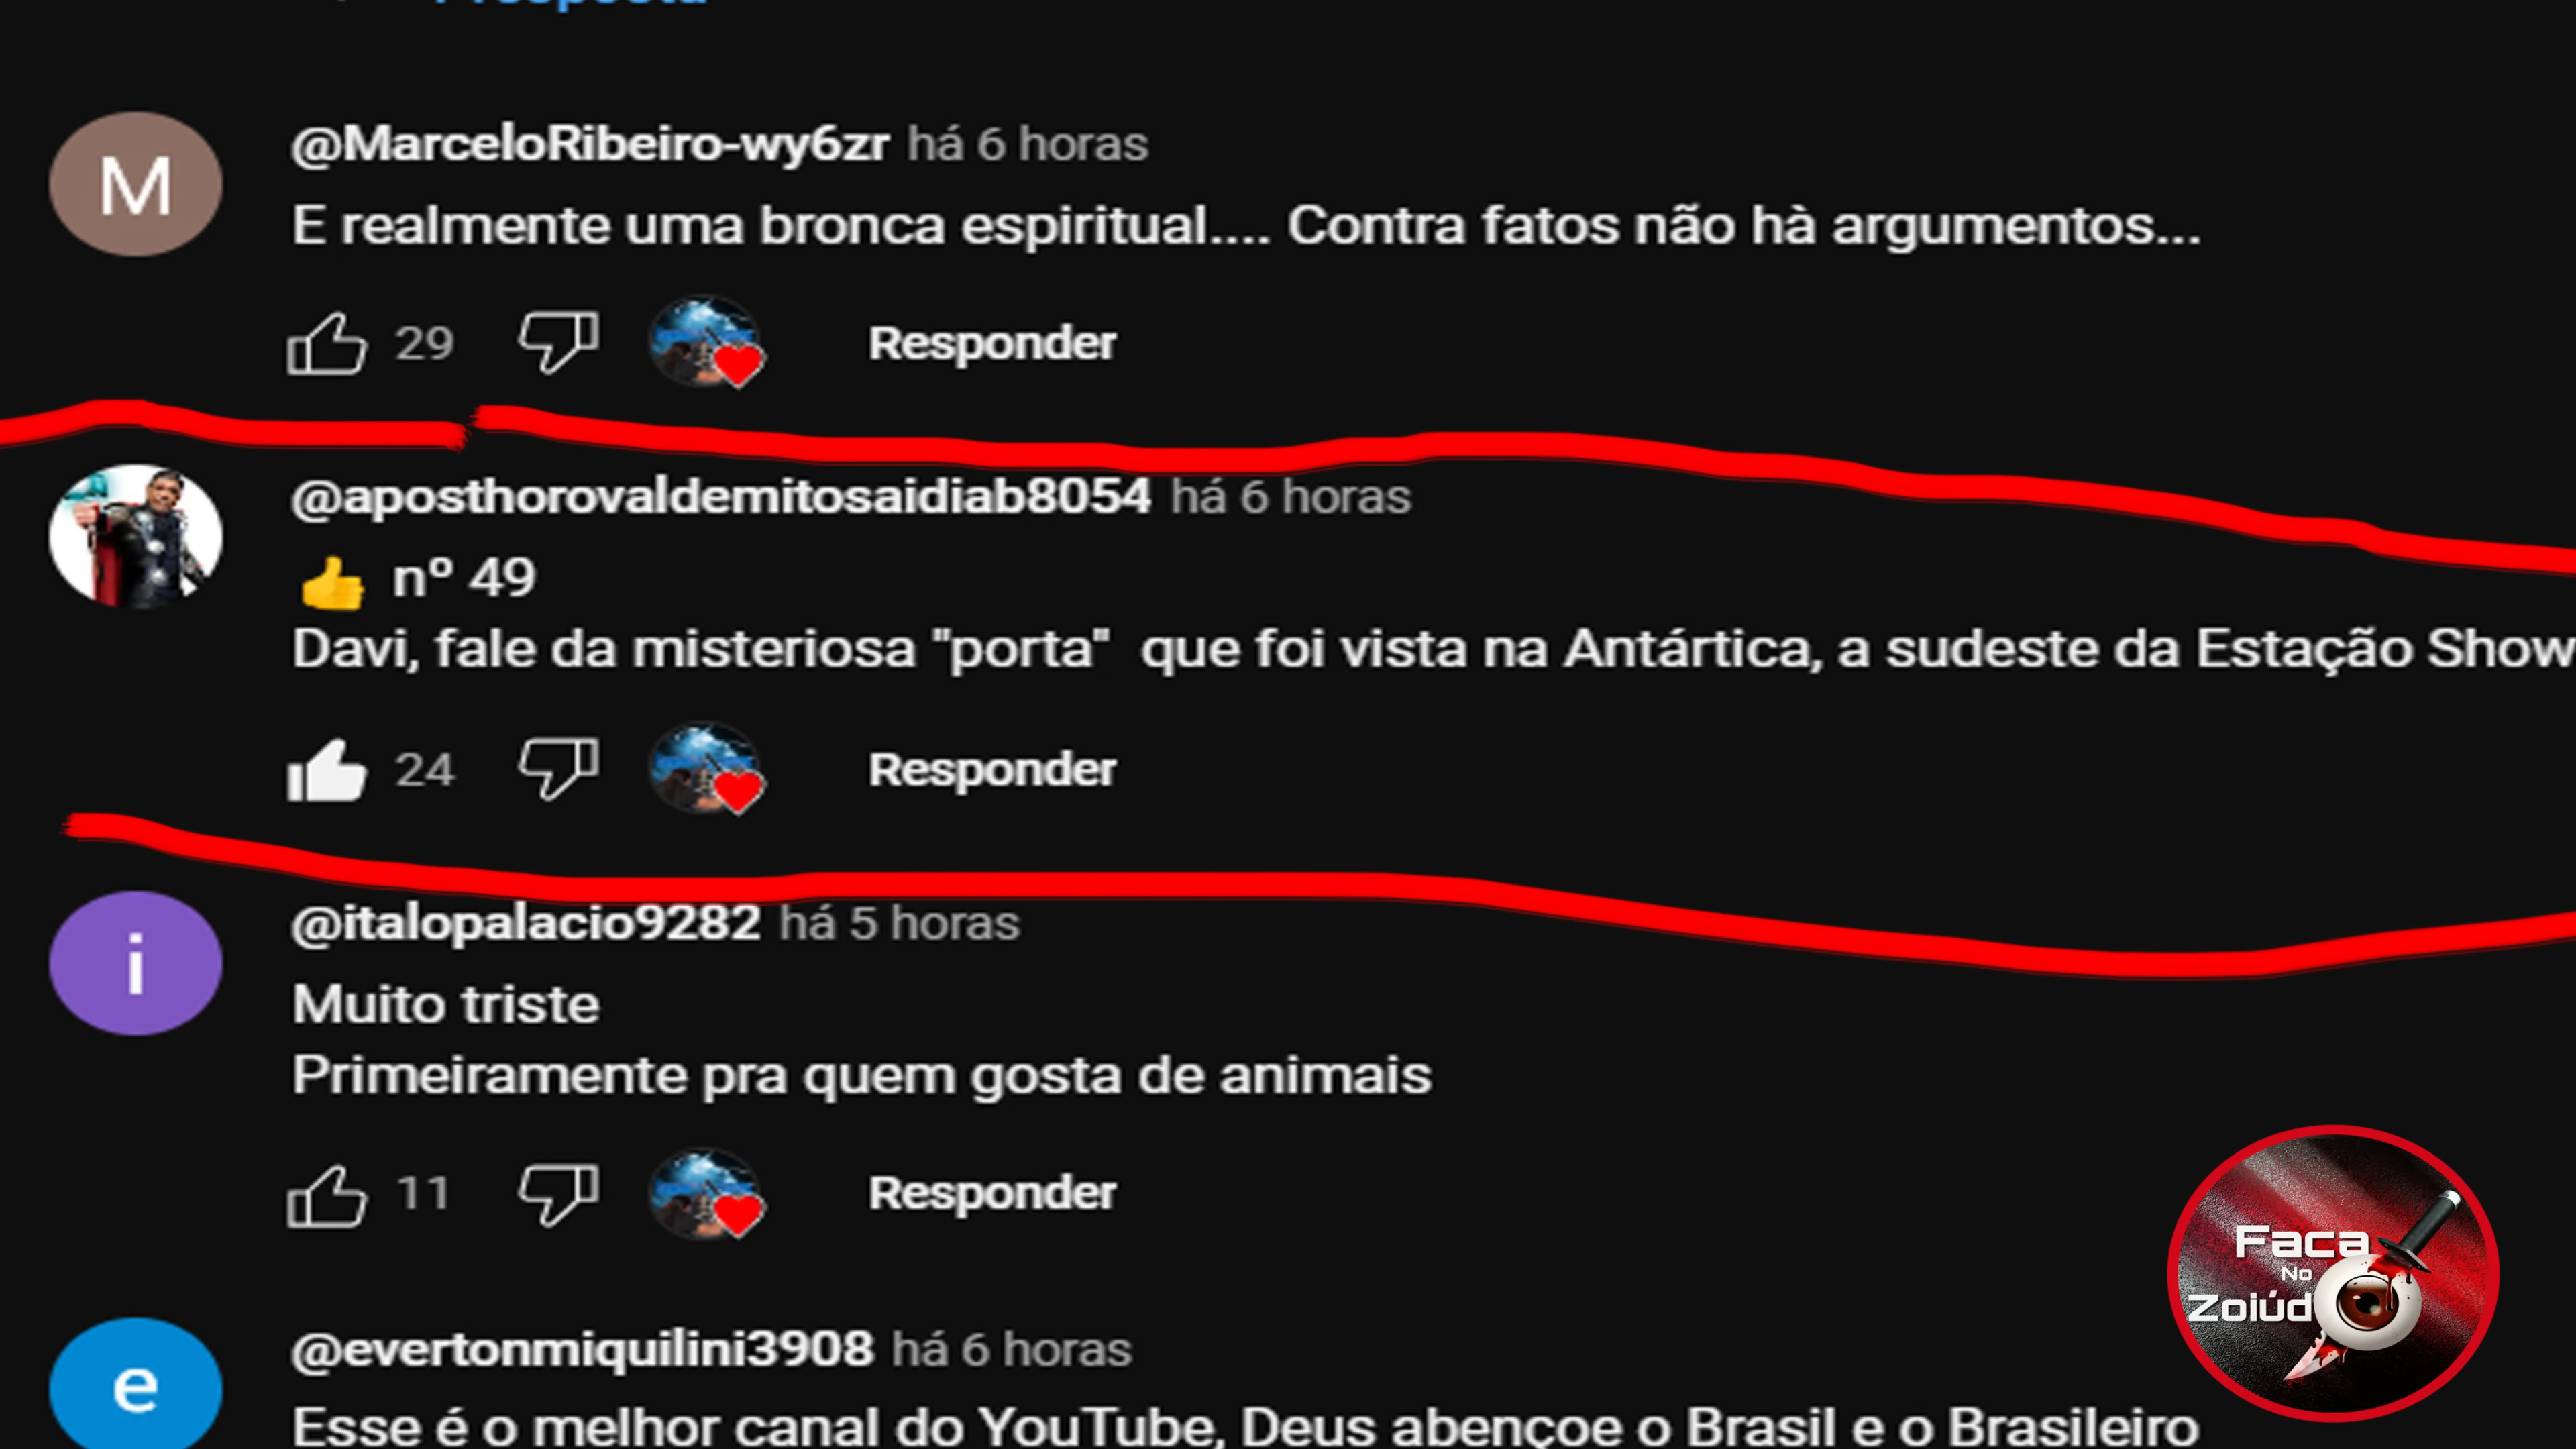 1 resposta
M
@MarceloRibeiro-wy6zr há 6 horas
E realmente uma bronca espiritual.... Contra fatos não hà argumentos...
29 Responder
@aposthorovaldemitosaidiab8054 há 6 horas
👍 nº 49
Davi, fale da misteriosa "porta" que foi vista na Antártica, a sudeste da Estação Show
24 Responder
i
@italopalacio9282 há 5 horas
Muito triste
Primeiramente pra quem gosta de animais
11 Responder
e
@evertonmiquilini3908 há 6 horas
Esse é o melhor canal do YouTube, Deus abençoe o Brasil e o Brasileiro
Faca
No
Zoiúd